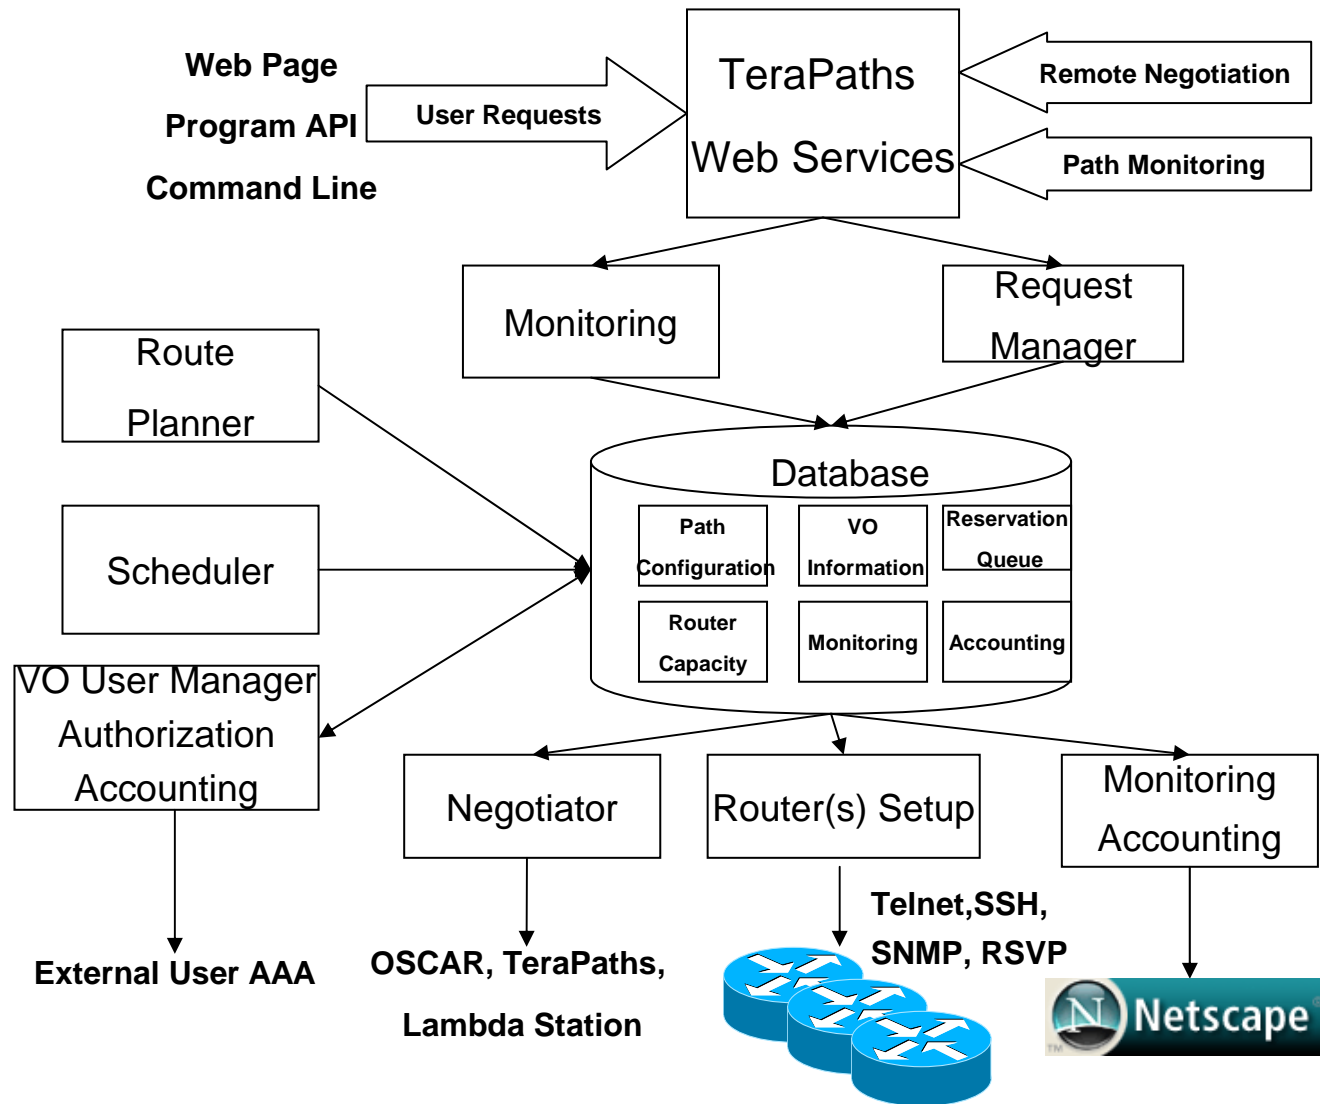 Web Page
Program API
Command Line
User Requests
TeraPaths
Web Services
Remote Negotiation
Path Monitoring
Monitoring
Request
Manager
Route
Planner
Scheduler
VO User Manager
Authorization
Accounting
Database
Path
Configuration
VO
Information
Reservation
Queue
Router
Capacity
Monitoring
Accounting
Negotiator
Router(s) Setup
Monitoring
Accounting
External User AAA
OSCAR, TeraPaths,
Lambda Station
Telnet,SSH,
SNMP, RSVP
N
Netscape®
TM